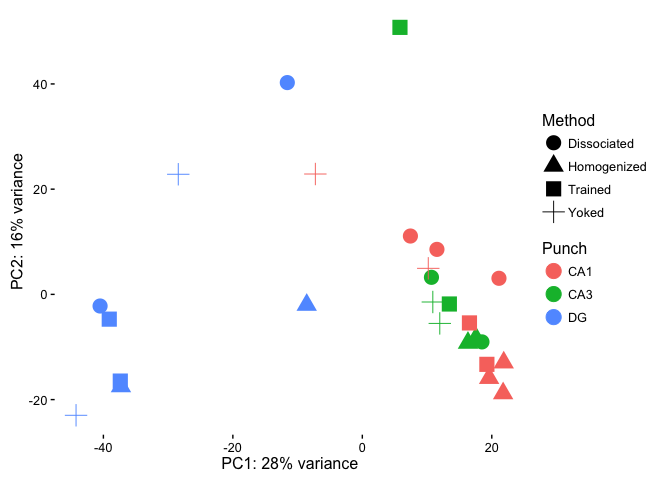 40
20
0
-20
-40
-20
0
20
PC1: 28% variance
PC2: 16% variance
Method
Dissociated
Homogenized
Trained
Yoked
Punch
CA1
CA3
DG